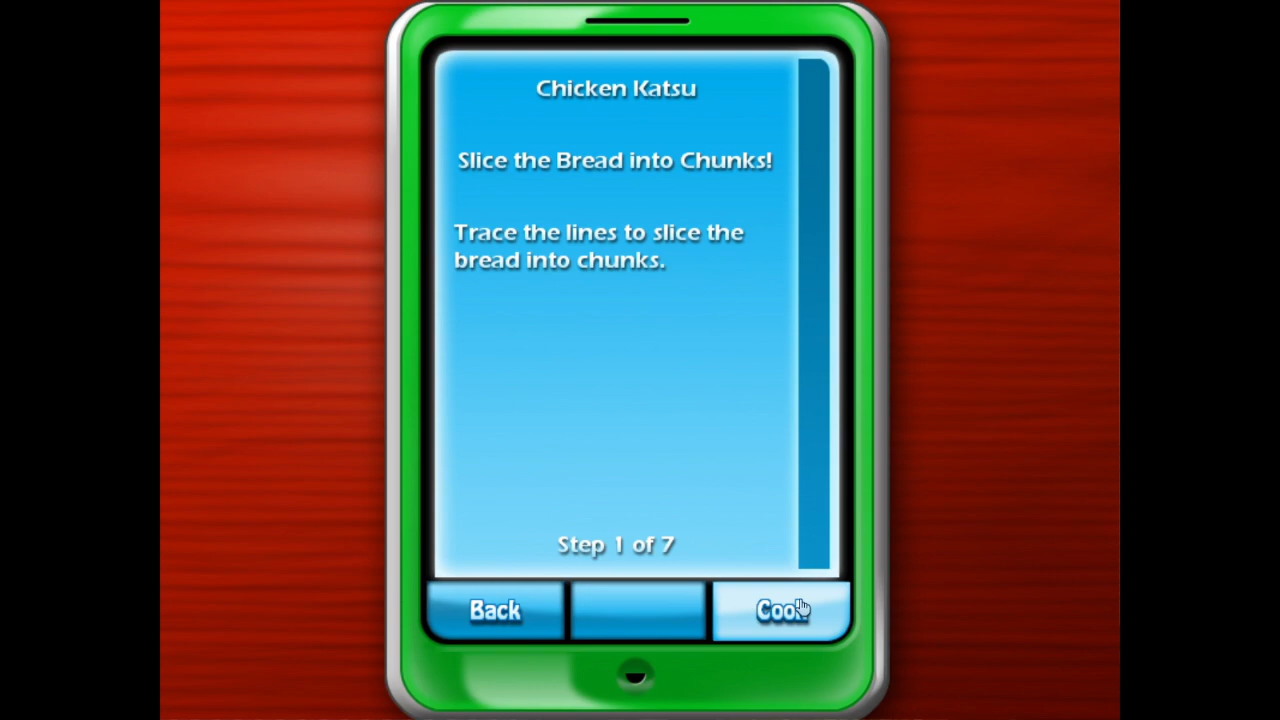 Chicken Katsu
Slice the Bread into Chunks!
Trace the lines to slice the
bread into chunks.
Step 1 of 7
Back
Cook